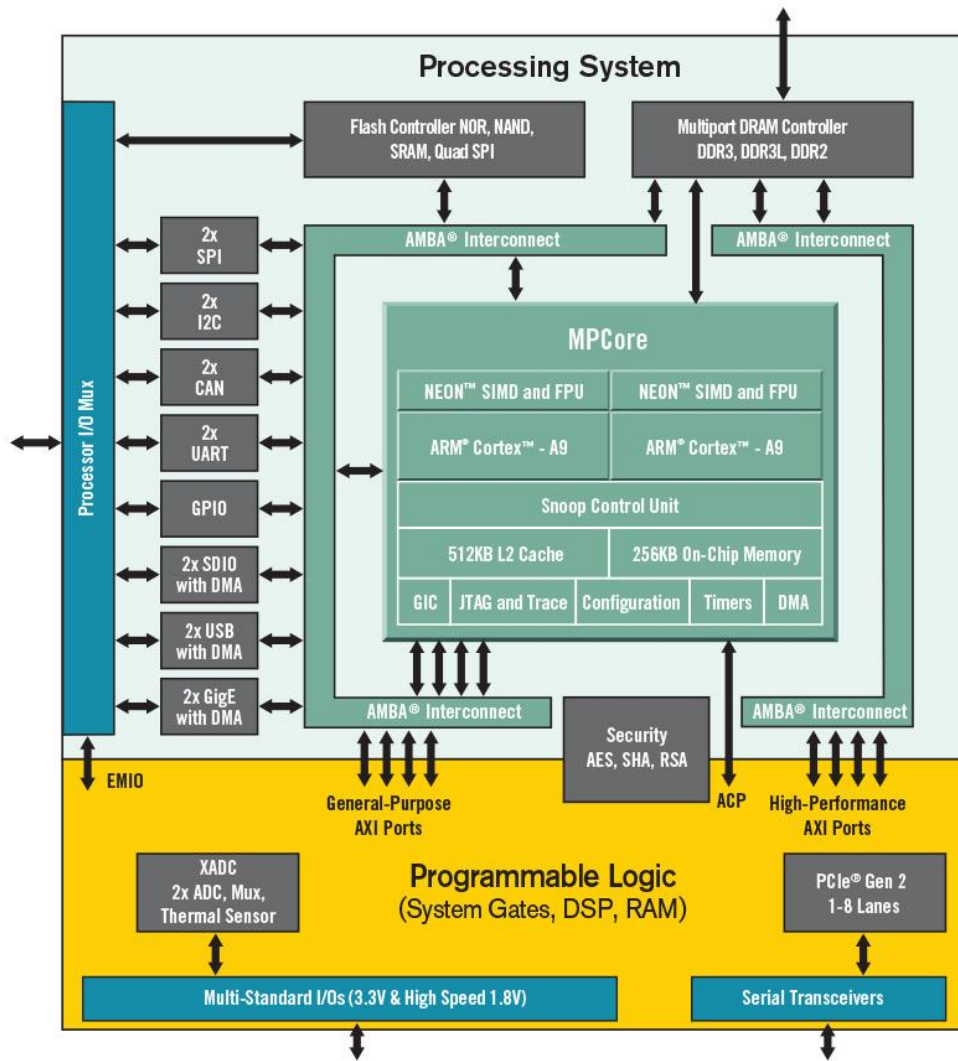 Processing System
Flash Controller NOR, NAND,
SRAM, Quad SPI
Multiport DRAM Controller
DDR3, DDR3L, DDR2
Processor I/O Mux
2x
SPI
2x
I2C
2x
CAN
2x
UART
GPIO
2x SDIO
with DMA
2x USB
with DMA
2x GigE
with DMA
AMBA® Interconnect
AMBA® Interconnect
MPCore
NEON™ SIMD and FPU
NEON™ SIMD and FPU
ARM® Cortex™ - A9
ARM® Cortex™ - A9
Snoop Control Unit
512KB L2 Cache
256KB On-Chip Memory
GIC
JTAG and Trace
Configuration
Timers
DMA
AMBA® Interconnect
AMBA® Interconnect
Security
AES, SHA, RSA
EMIO
General-Purpose
AXI Ports
ACP
High-Performance
AXI Ports
Programmable Logic
(System Gates, DSP, RAM)
XADC
2x ADC, Mux,
Thermal Sensor
PCIe® Gen 2
1-8 Lanes
Multi-Standard I/Os (3.3V & High Speed 1.8V)
Serial Transceivers